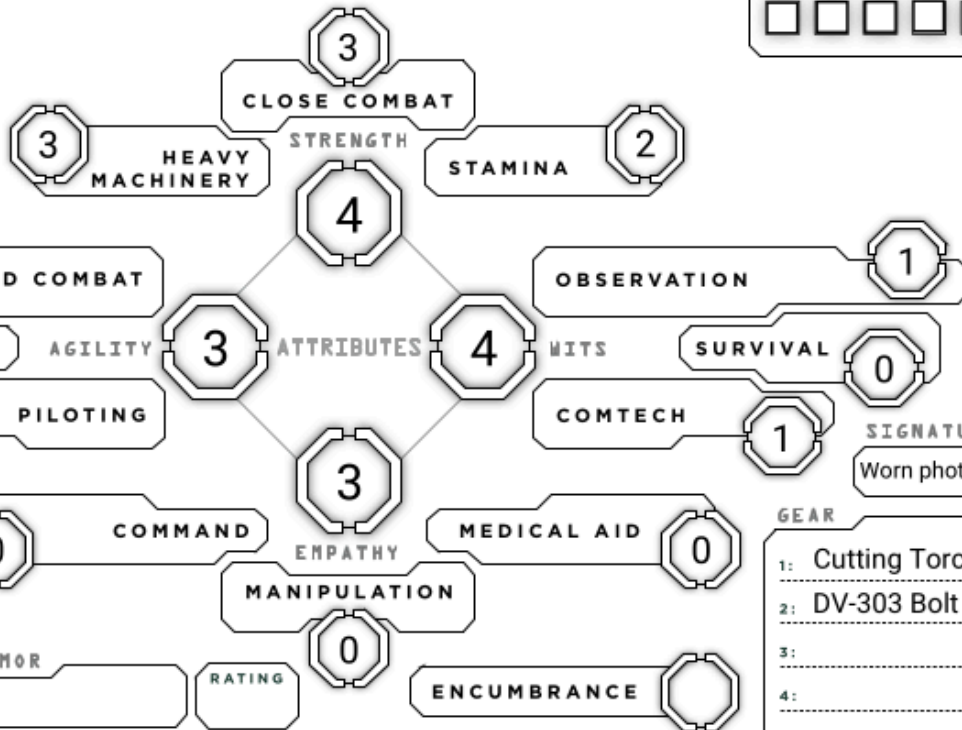 3
CLOSE COMBAT
3
HEAVY
MACHINERY
STRENGTH
STAMINA
2
4
D COMBAT
OBSERVATION
1
AGILITY
3
ATTRIBUTES
4
WITS
SURVIVAL
0
PILOTING
COMTECH
1
SIGNATU
Worn phot
3
COMMAND
EMPATHY
MEDICAL AID
0
MANIPULATION
0
GEAR
1: Cutting Torc
2: DV-303 Bolt
3:
4:
MOR
RATING
ENCUMBRANCE